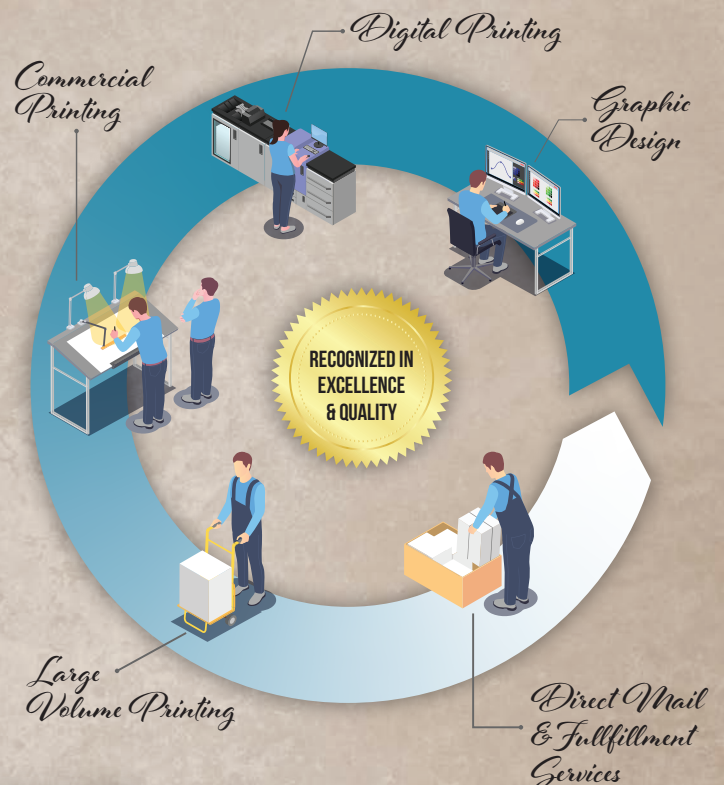 Digital Printing
Commercial
Printing
Graphic
Design
RECOGNIZED IN
EXCELLENCE
& QUALITY
Large
Volume Printing
Direct Mail
& Fullfillment
Services